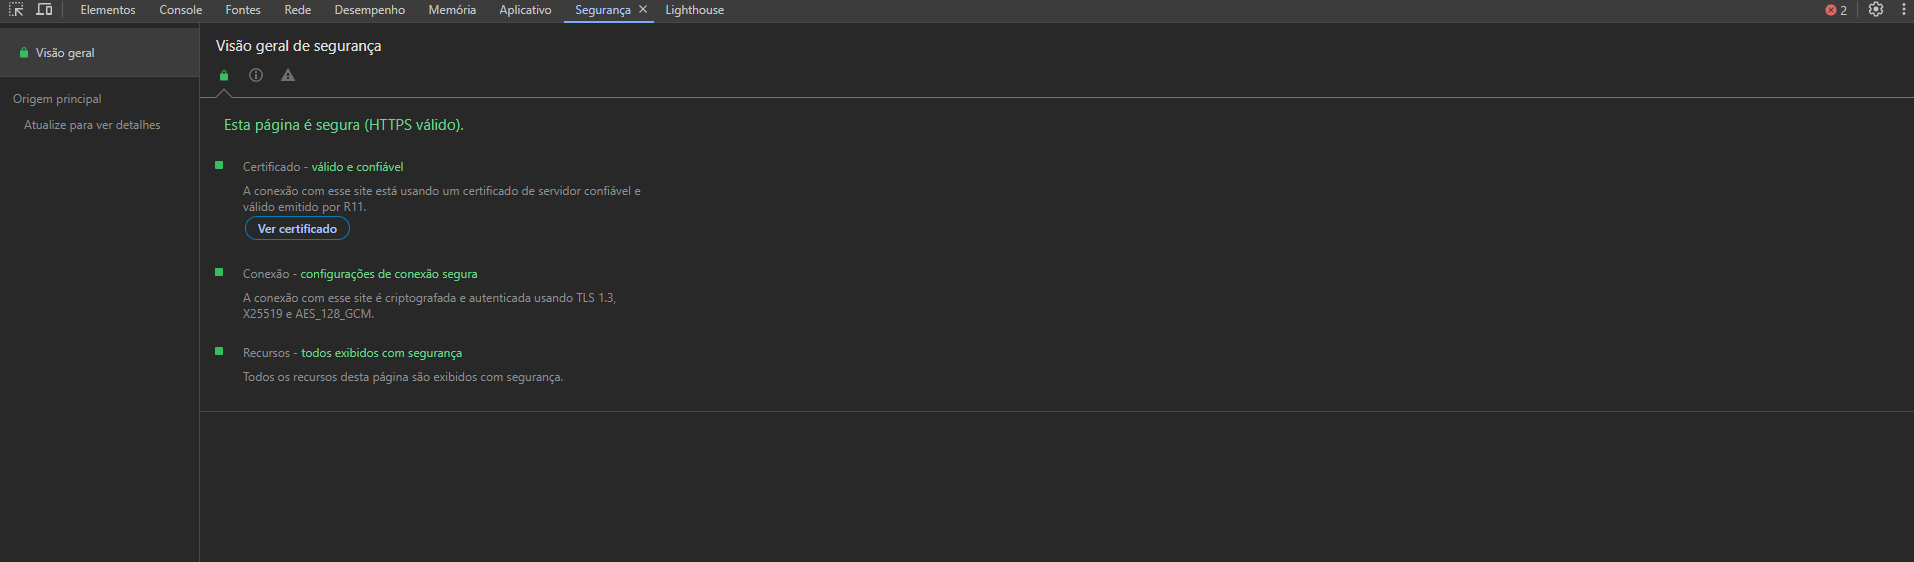 Elementos Console Fontes Rede Desempenho Memória Aplicativo Segurança Lighthouse 2
Visão geral
Origem principal
Atualize para ver detalhes
Visão geral de segurança
Esta página é segura (HTTPS válido).
Certificado - válido e confiável
A conexão com esse site está usando um certificado de servidor confiável e
válido emitido por R11.
Ver certificado
Conexão - configurações de conexão segura
A conexão com esse site é criptografada e autenticada usando TLS 1.3,
X25519 e AES_128_GCM.
Recursos - todos exibidos com segurança
Todos os recursos desta página são exibidos com segurança.